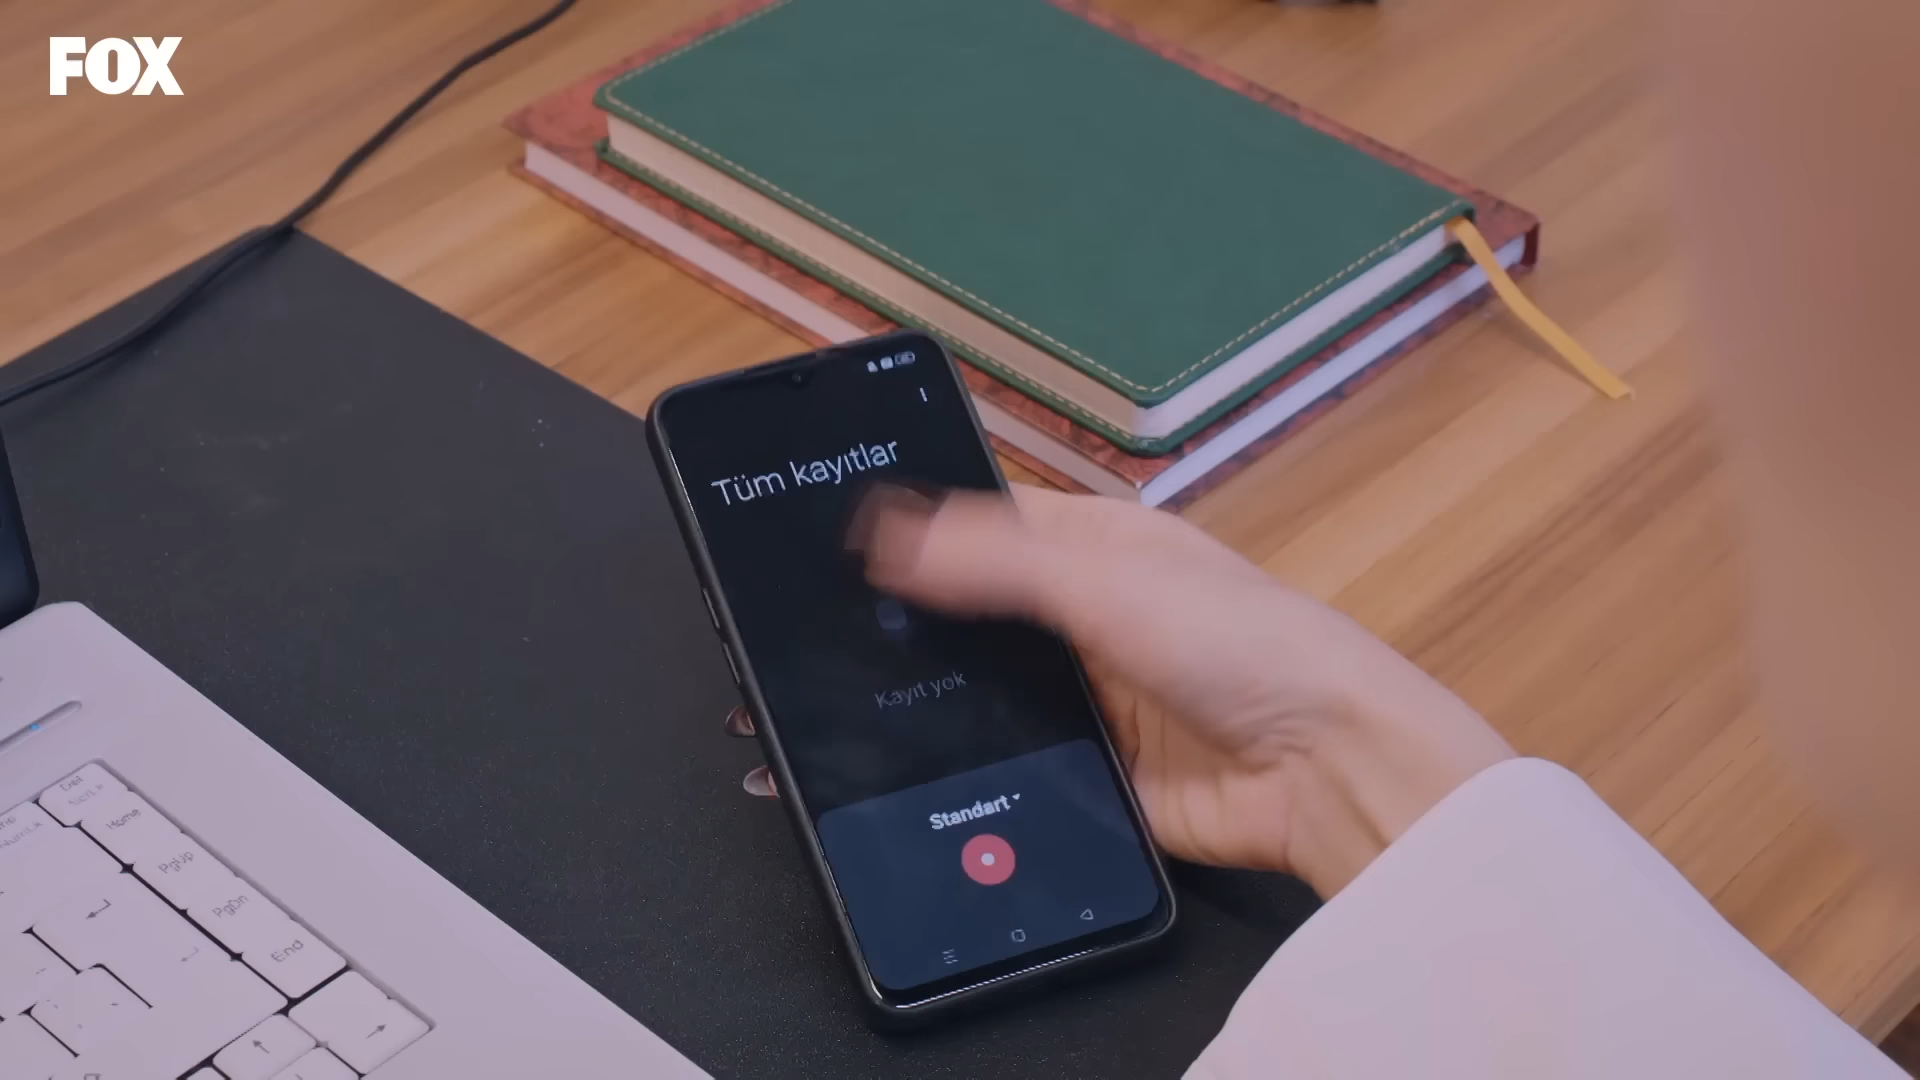 FOX
Tüm kayıtlar
Kayıt yok
Standart
Del
Home
PgUp
PgDn
End